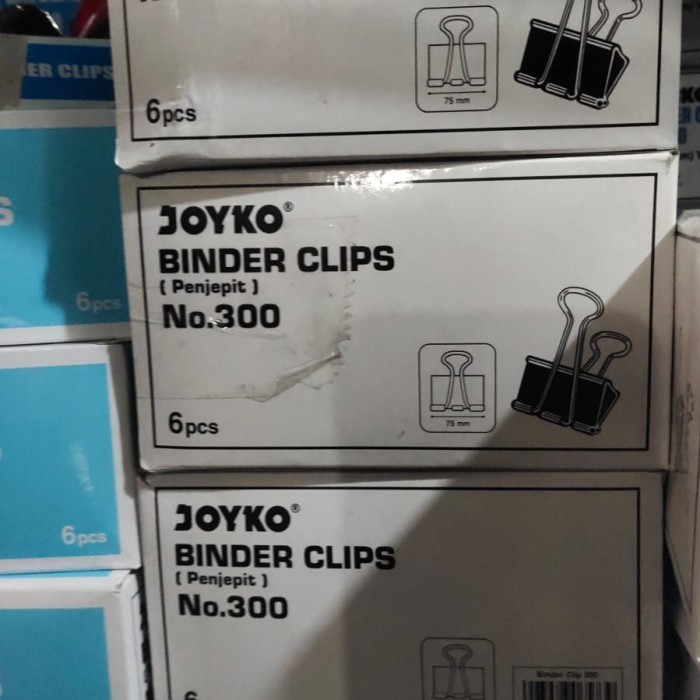 ER CLIPS
75 mm
6pcs
JOYKO®
BINDER CLIPS
( Penjepit )
No.300
75 mm
6pcs
JOYKO®
BINDER CLIPS
( Penjepit )
No.300
Binder Clip 300
6pcs
6pcs